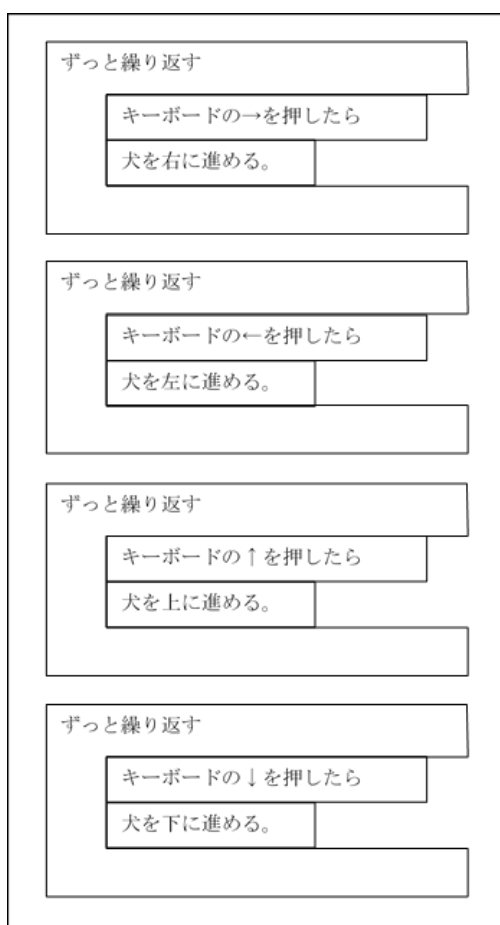 ずっと繰り返す
キーボードの→を押したら
犬を右に進める。
ずっと繰り返す
キーボードの←を押したら
犬を左に進める。
ずっと繰り返す
キーボードの↑を押したら
犬を上に進める。
ずっと繰り返す
キーボードの↓を押したら
犬を下に進める。